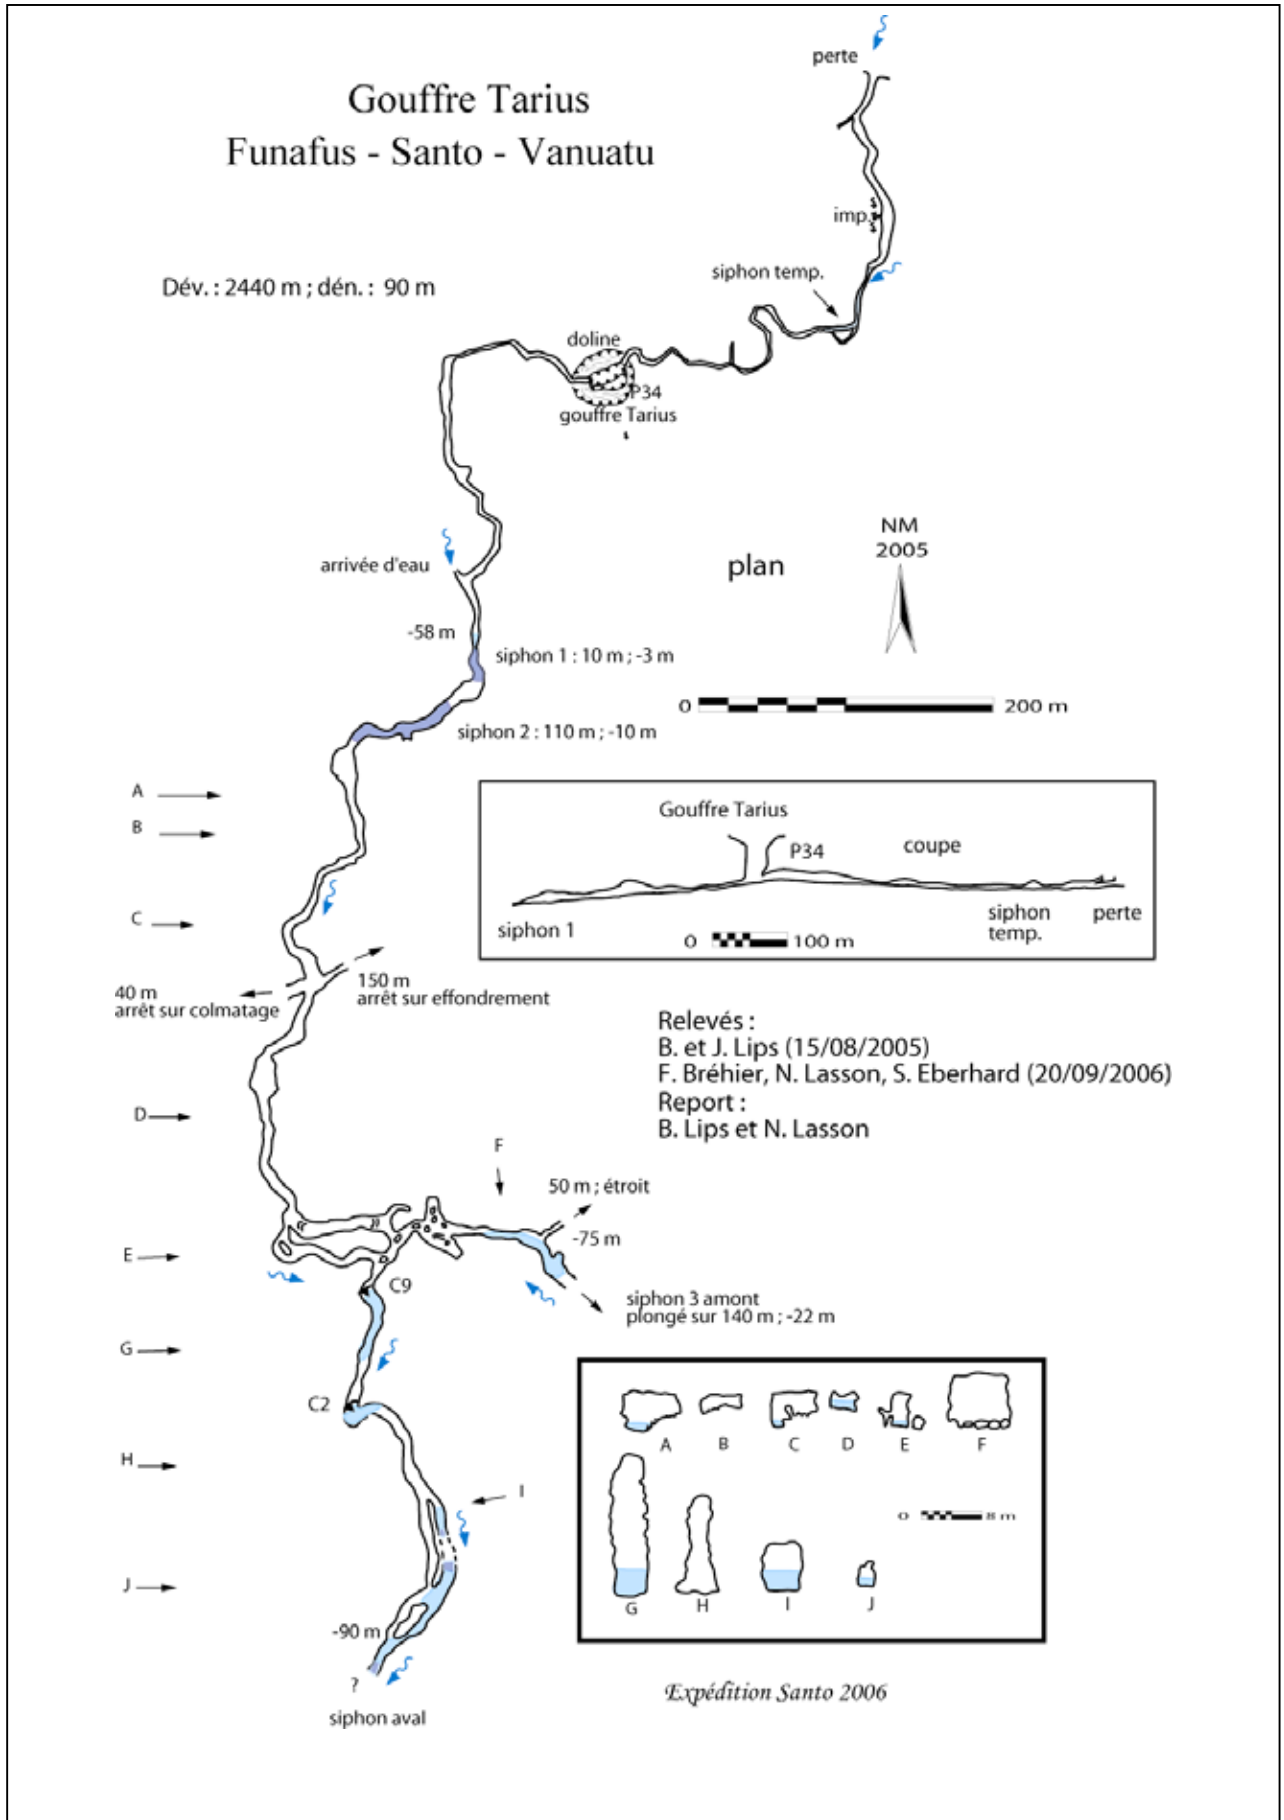 perte
Gouffre Tarius
Funafus - Santo - Vanuatu
imp.
siphon temp.
Dév. : 2440 m ; dén. : 90 m
doline
P34
gouffre Tarius
NM
2005
plan
arrivée d'eau
-58 m
siphon 1 : 10 m ; -3 m
0 200 m
siphon 2 : 110 m ; -10 m
A
B
Gouffre Tarius
P34
coupe
siphon 1
0 100 m
siphon
temp.
perte
C
150 m
arrêt sur effondrement
40 m
arrêt sur colmatage
Relevés :
B. et J. Lips (15/08/2005)
F. Bréhier, N. Lasson, S. Eberhard (20/09/2006)
Report :
B. Lips et N. Lasson
D
F
50 m ; étroit
-75 m
E
C9
siphon 3 amont
plongé sur 140 m ; -22 m
G
C2
H
I
J
A B C D E F
0 8 m
G H I J
-90 m
?
siphon aval
Expédition Santo 2006